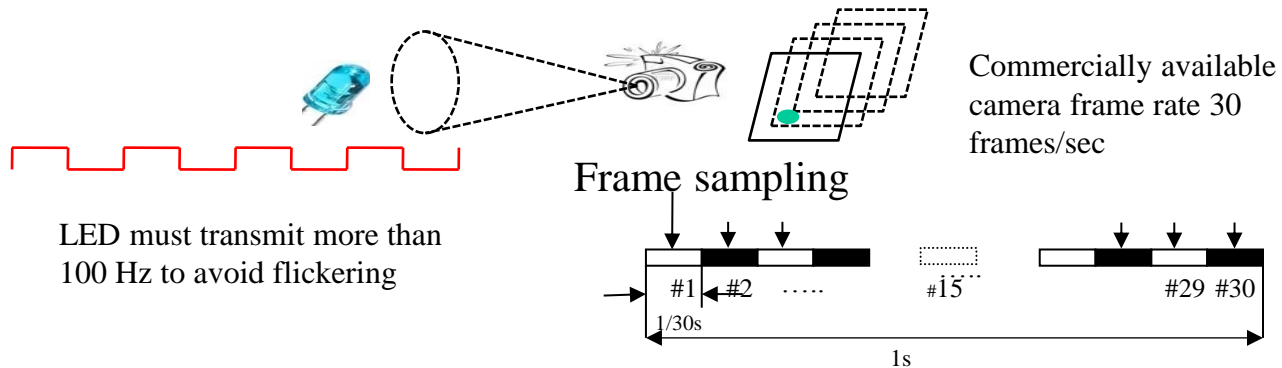 Commercially available
camera frame rate 30
frames/sec
Frame sampling
LED must transmit more than
100 Hz to avoid flickering
#1 #2 ..... #15 ..... #29 #30
1/30s
1s